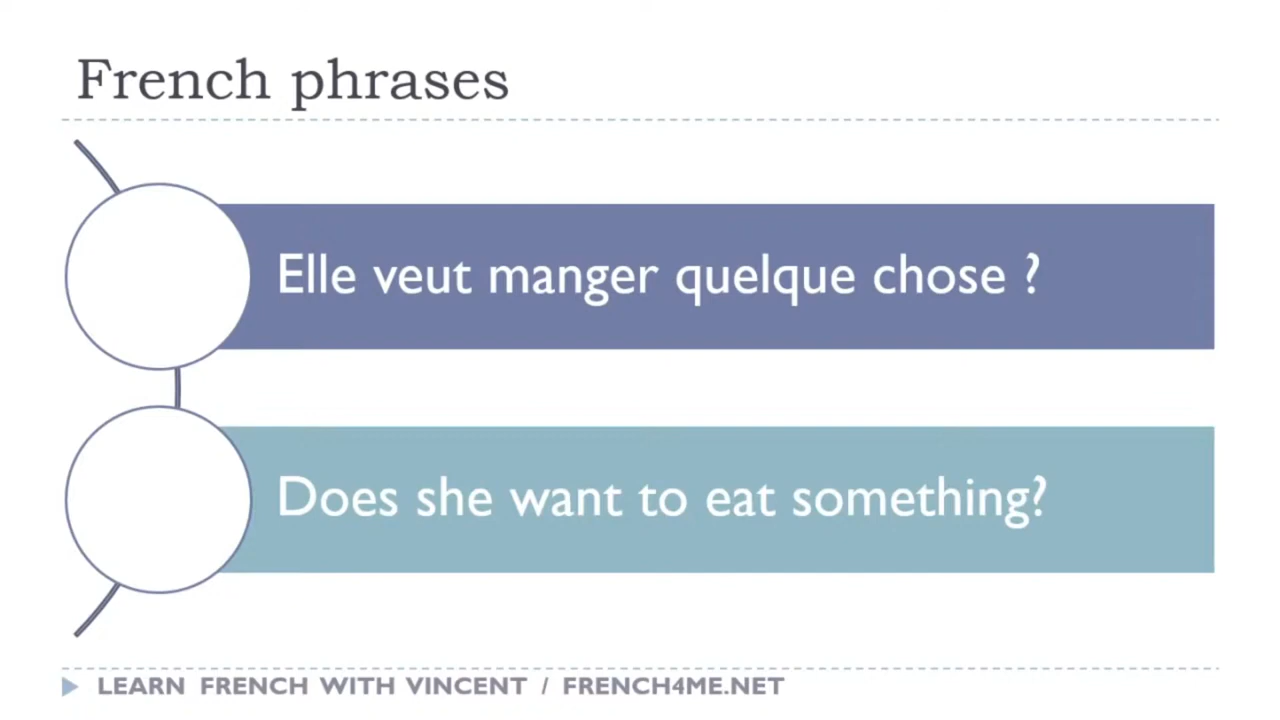 French phrases
Elle veut manger quelque chose ?
Does she want to eat something?
LEARN FRENCH WITH VINCENT / FRENCH4ME.NET